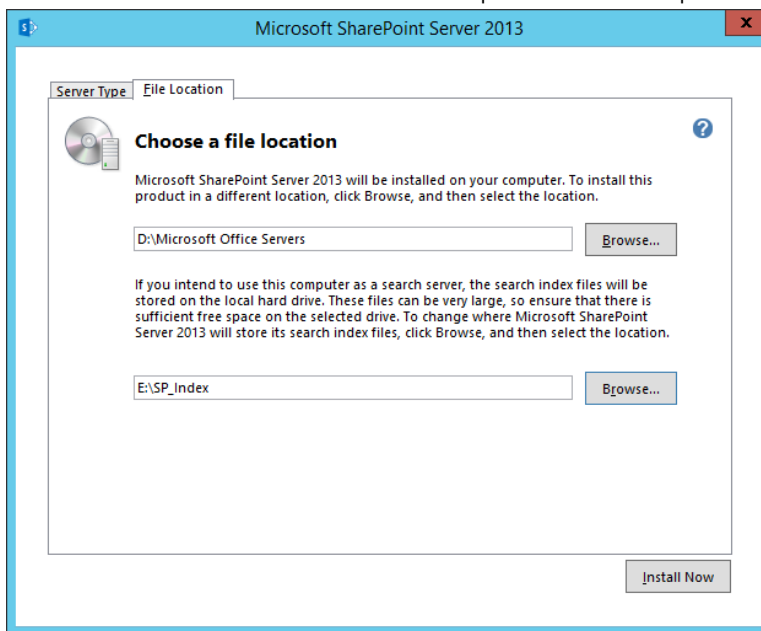 Microsoft SharePoint Server 2013
x
Server Type File Location
Choose a file location
?
Microsoft SharePoint Server 2013 will be installed on your computer. To install this
product in a different location, click Browse, and then select the location.
D:\Microsoft Office Servers
Browse...
If you intend to use this computer as a search server, the search index files will be
stored on the local hard drive. These files can be very large, so ensure that there is
sufficient free space on the selected drive. To change where Microsoft SharePoint
Server 2013 will store its search index files, click Browse, and then select the location.
E:\SP_Index
Browse...
Install Now